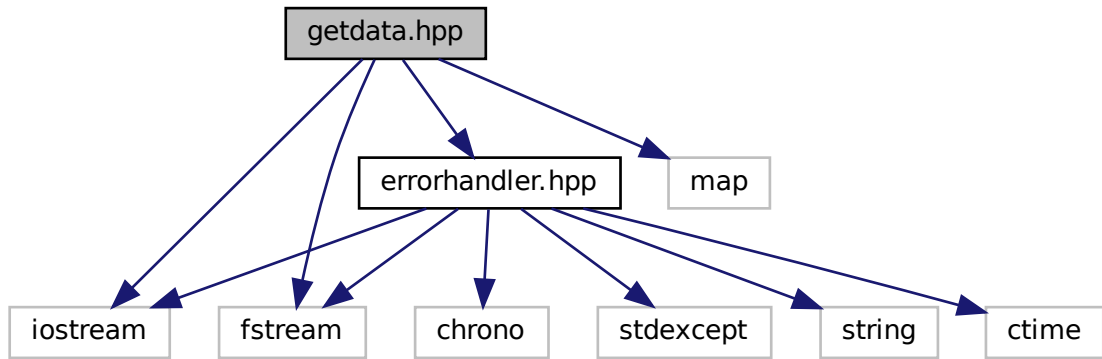 getdata.hpp
errorhandler.hpp
map
iostream
fstream
chrono
stdexcept
string
ctime